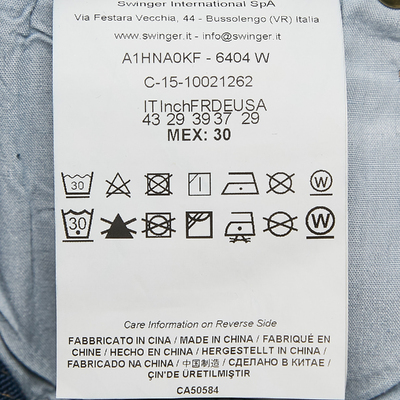 Swinger International SpA
Via Festara Vecchia, 44 - Bussolengo (VR) Italia
www.swinger.it - info@swinger.it
A1HNA0KF - 6404 W
C-15-10021262
ITInchFRDEUSA
43 29 39 37 29
MEX: 30
30 W
30 W
Care Information on Reverse Side
FABBRICATO IN CINA / MADE IN CHINA / FABRIQUÉ EN
CHINE / HECHO EN CHINA / HERGESTELLT IN CHINA /
FABRICADO NA CHINA / 中国制造 / СДЕЛАНО В КИТАЕ /
ÇIN'DE ÜRETILMIŞTIR
CA50584